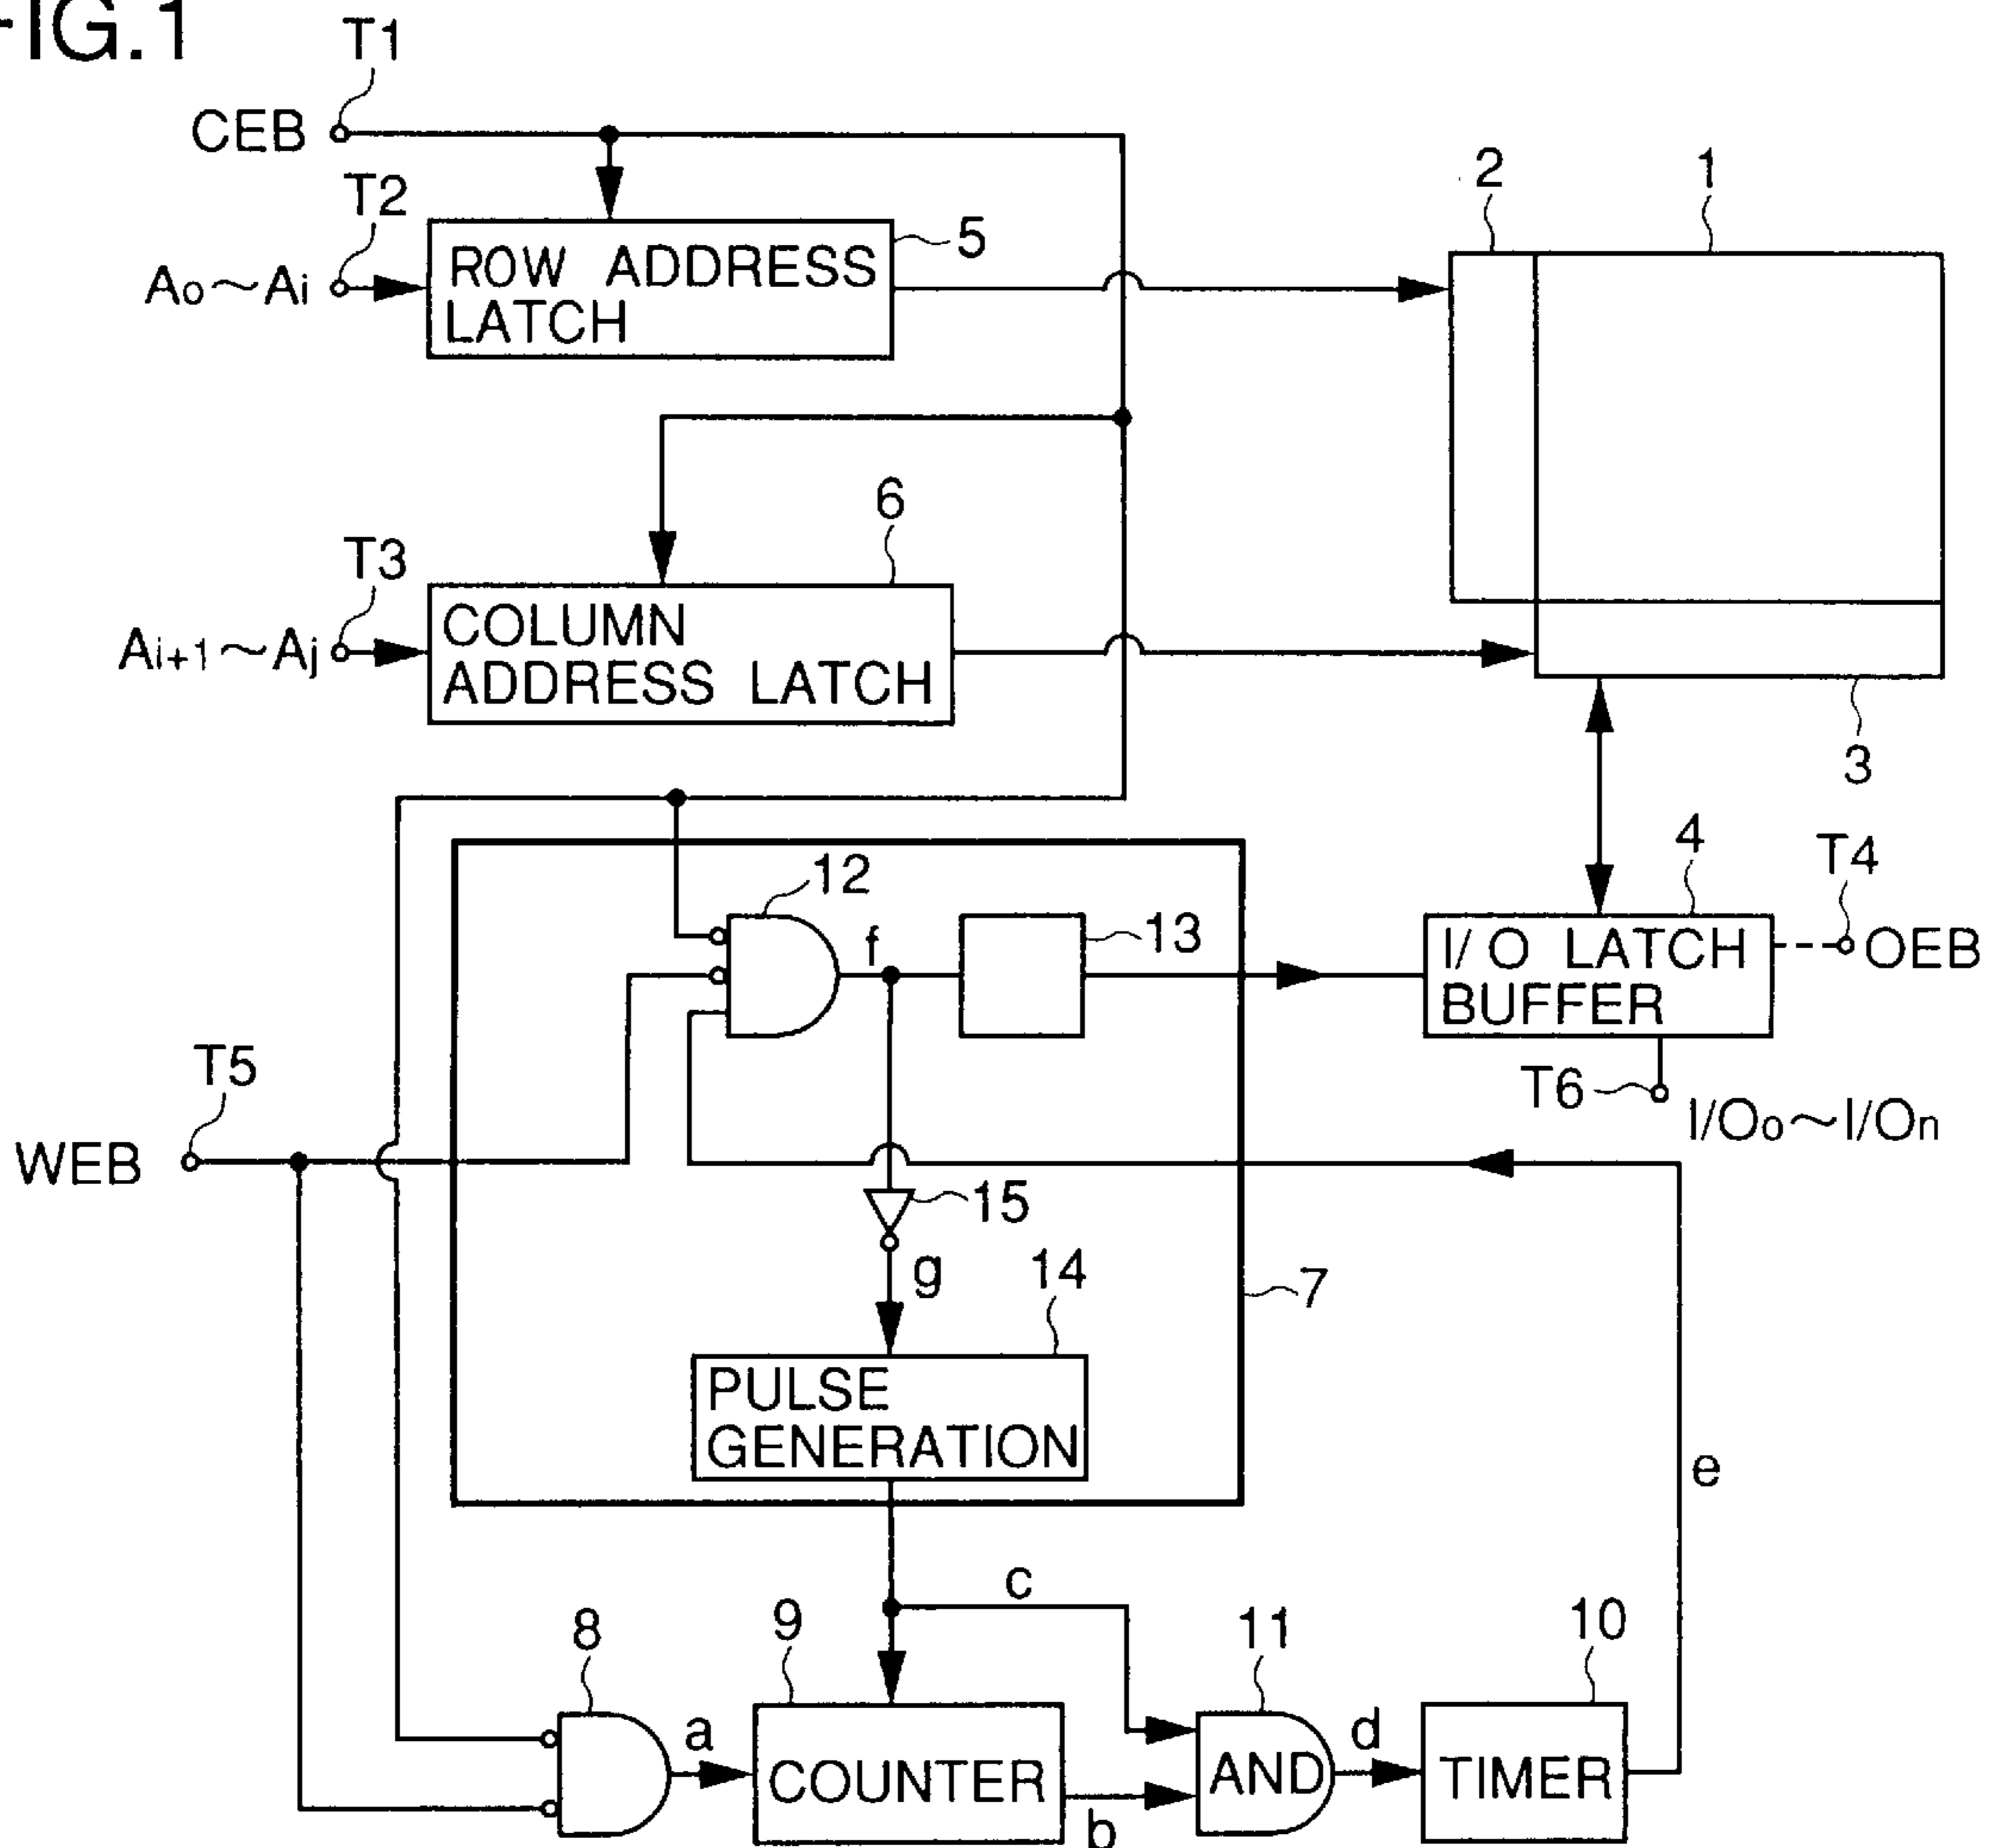 FIG.1
T1
CEB
T2
Ao~Ai
ROW ADDRESS
LATCH
5
2
1
6
T3
Ai+1~Aj
COLUMN
ADDRESS LATCH
3
12
f
13
4
T4
I/O LATCH
BUFFER
OEB
T6
I/Oo~I/On
T5
WEB
15
g
14
7
PULSE
GENERATION
e
c
8
9
11
10
a
COUNTER
b
AND
d
TIMER